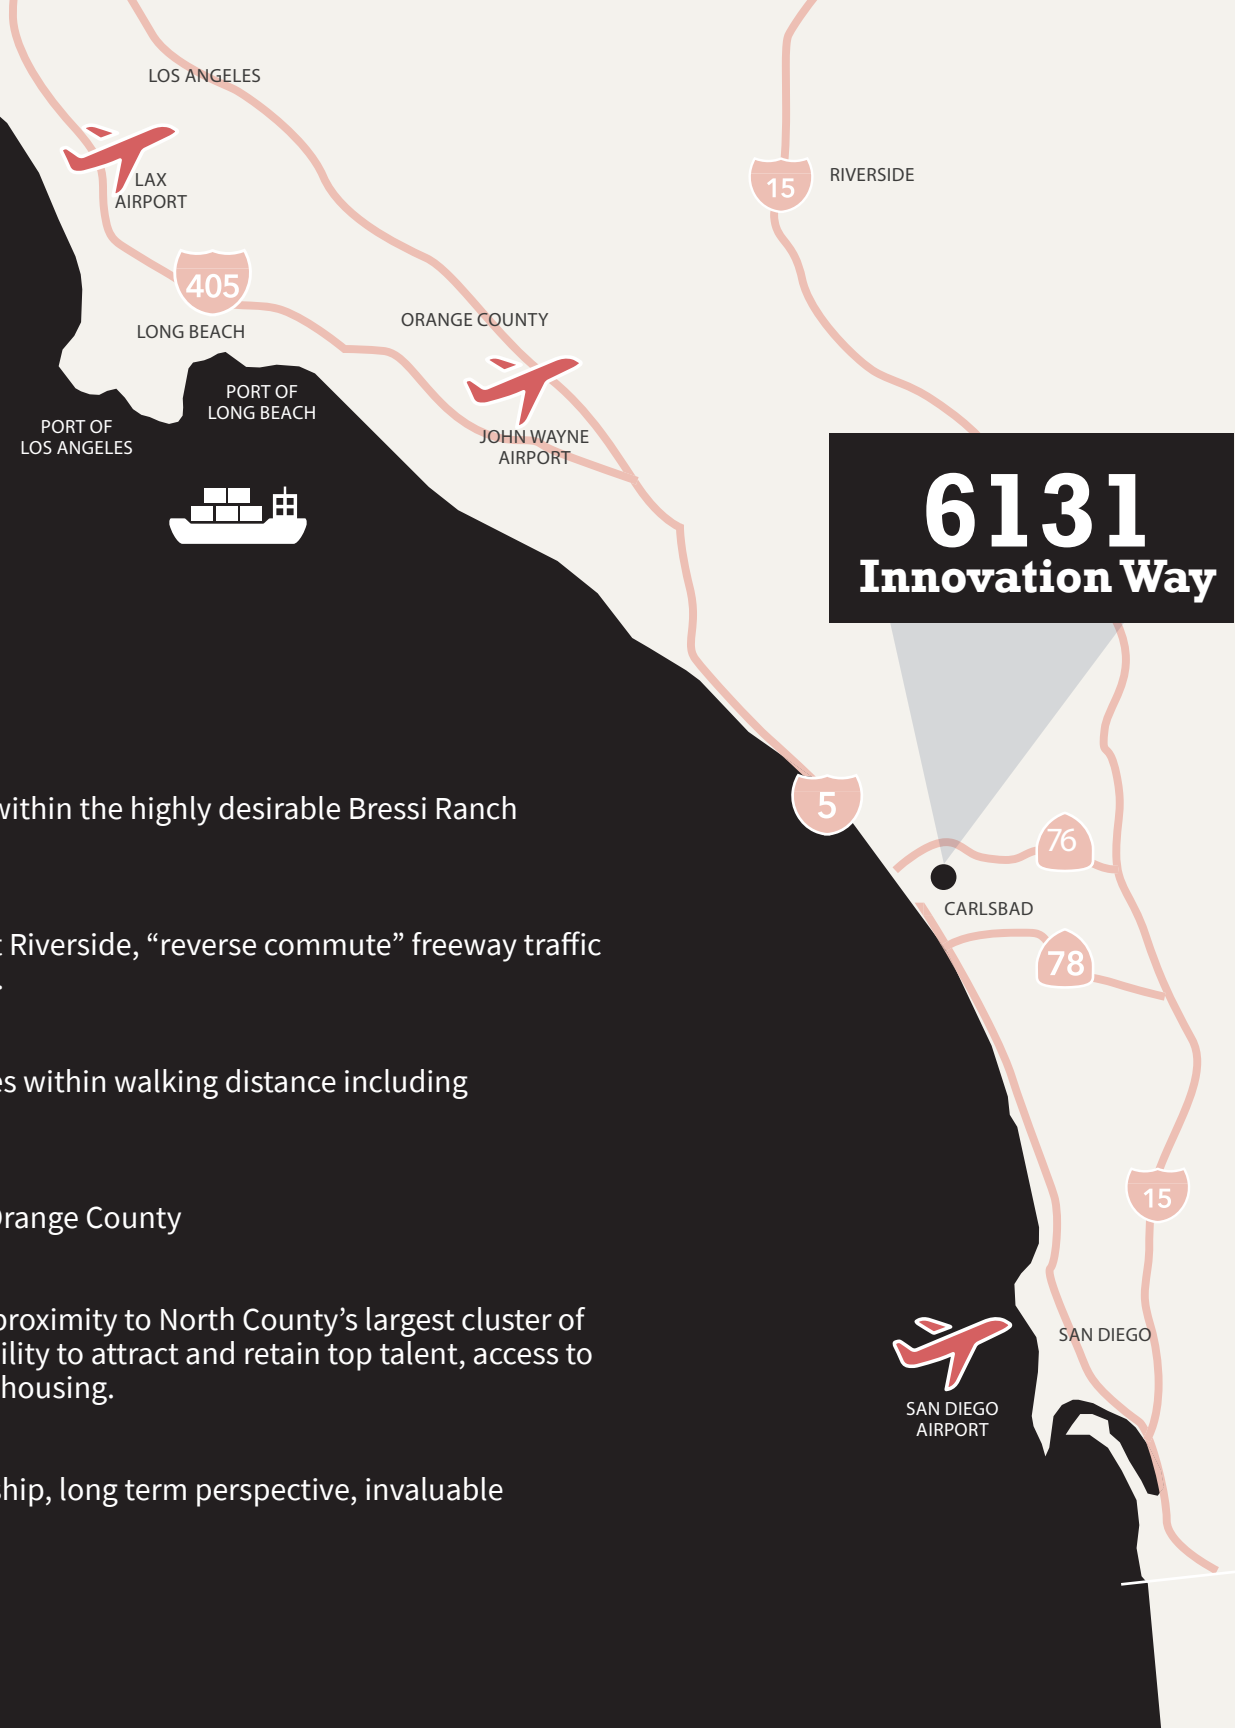 LOS ANGELES
LAX
AIRPORT
15
RIVERSIDE
405
LONG BEACH
ORANGE COUNTY
PORT OF
LONG BEACH
PORT OF
LOS ANGELES
JOHN WAYNE
AIRPORT
6131
Innovation Way
5
within the highly desirable Bressi Ranch
76
CARLSBAD
Riverside, “reverse commute” freeway traffic
.
78
within walking distance including
15
Orange County
proximity to North County’s largest cluster of
to attract and retain top talent, access to
housing.
SAN DIEGO
SAN DIEGO
AIRPORT
long term perspective, invaluable